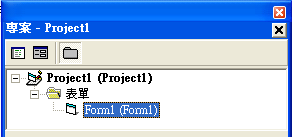 專案 - Project1
Project1 (Project1)
表單
Form1 (Form1)